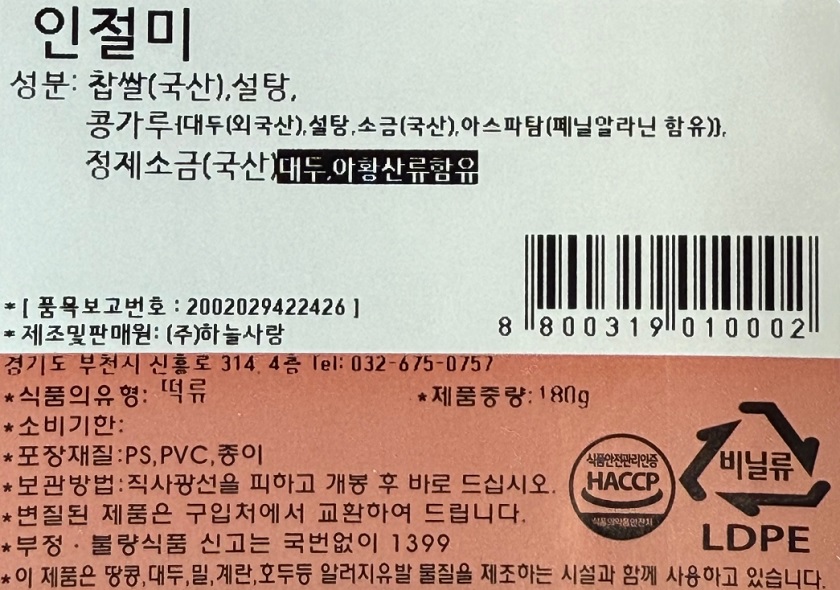 인절미
성분: 찹쌀(국산),설탕,
콩가루{대두(외국산),설탕,소금(국산),아스파탐(페닐알라닌 함유)},
정제소금(국산)대두,아황산류함유
8 800319 010002
*[ 품목보고번호 : 2002029422426 ]
*제조및판매원: (주)하늘사랑
경기도 부천시 신흥로 314, 4층 Tel: 032-675-0757
*식품의유형: 떡류
*제품중량:180g
*소비기한:
*포장재질:PS,PVC,종이
*보관방법:직사광선을 피하고 개봉 후 바로 드십시오.
*변질된 제품은 구입처에서 교환하여 드립니다.
*부정·불량식품 신고는 국번없이 1399
식품안전관리인증
HACCP
식품의약품안전처
비닐류
LDPE
*이 제품은 땅콩,대두,밀,계란,호두등 알러지유발 물질을 제조하는 시설과 함께 사용하고 있습니다.